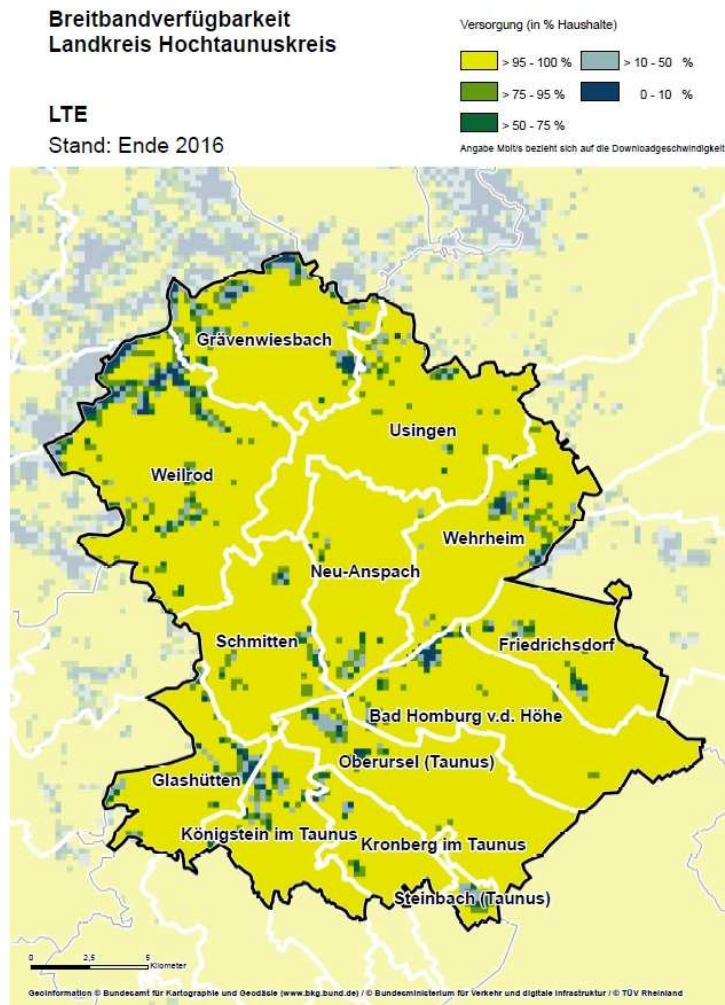 Breitbandverfügbarkeit
Landkreis Hochtaunuskreis
LTE
Stand: Ende 2016
Versorgung (in % Haushalte)
> 95 - 100 % > 10 - 50 %
> 75 - 95 % 0 - 10 %
> 50 - 75 %
Angabe Mbit/s bezieht sich auf die Downloadgeschwindigkeit
Grävenwiesbach
Usingen
Weilrod
Wehrheim
Neu-Anspach
Schmitten
Friedrichsdorf
Bad Homburg v.d. Höhe
Oberursel (Taunus)
Glashütten
Königstein im Taunus
Kronberg im Taunus
Steinbach (Taunus)
0 2,5 5
Kilometer
Geoinformation © Bundesamt für Kartographie und Geodäsie (www.bkg.bund.de) / © Bundesministerium für Verkehr und digitale Infrastruktur / © TÜV Rheinland